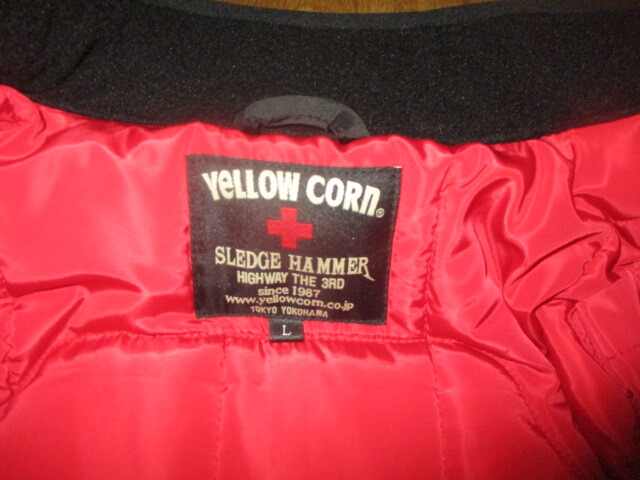 YeLLOW CORN®
SLEDGE HAMMER
HIGHWAY THE 3RD
since 1987
www.yellowcorn.co.jp
TOKYO YOKOHAMA
L